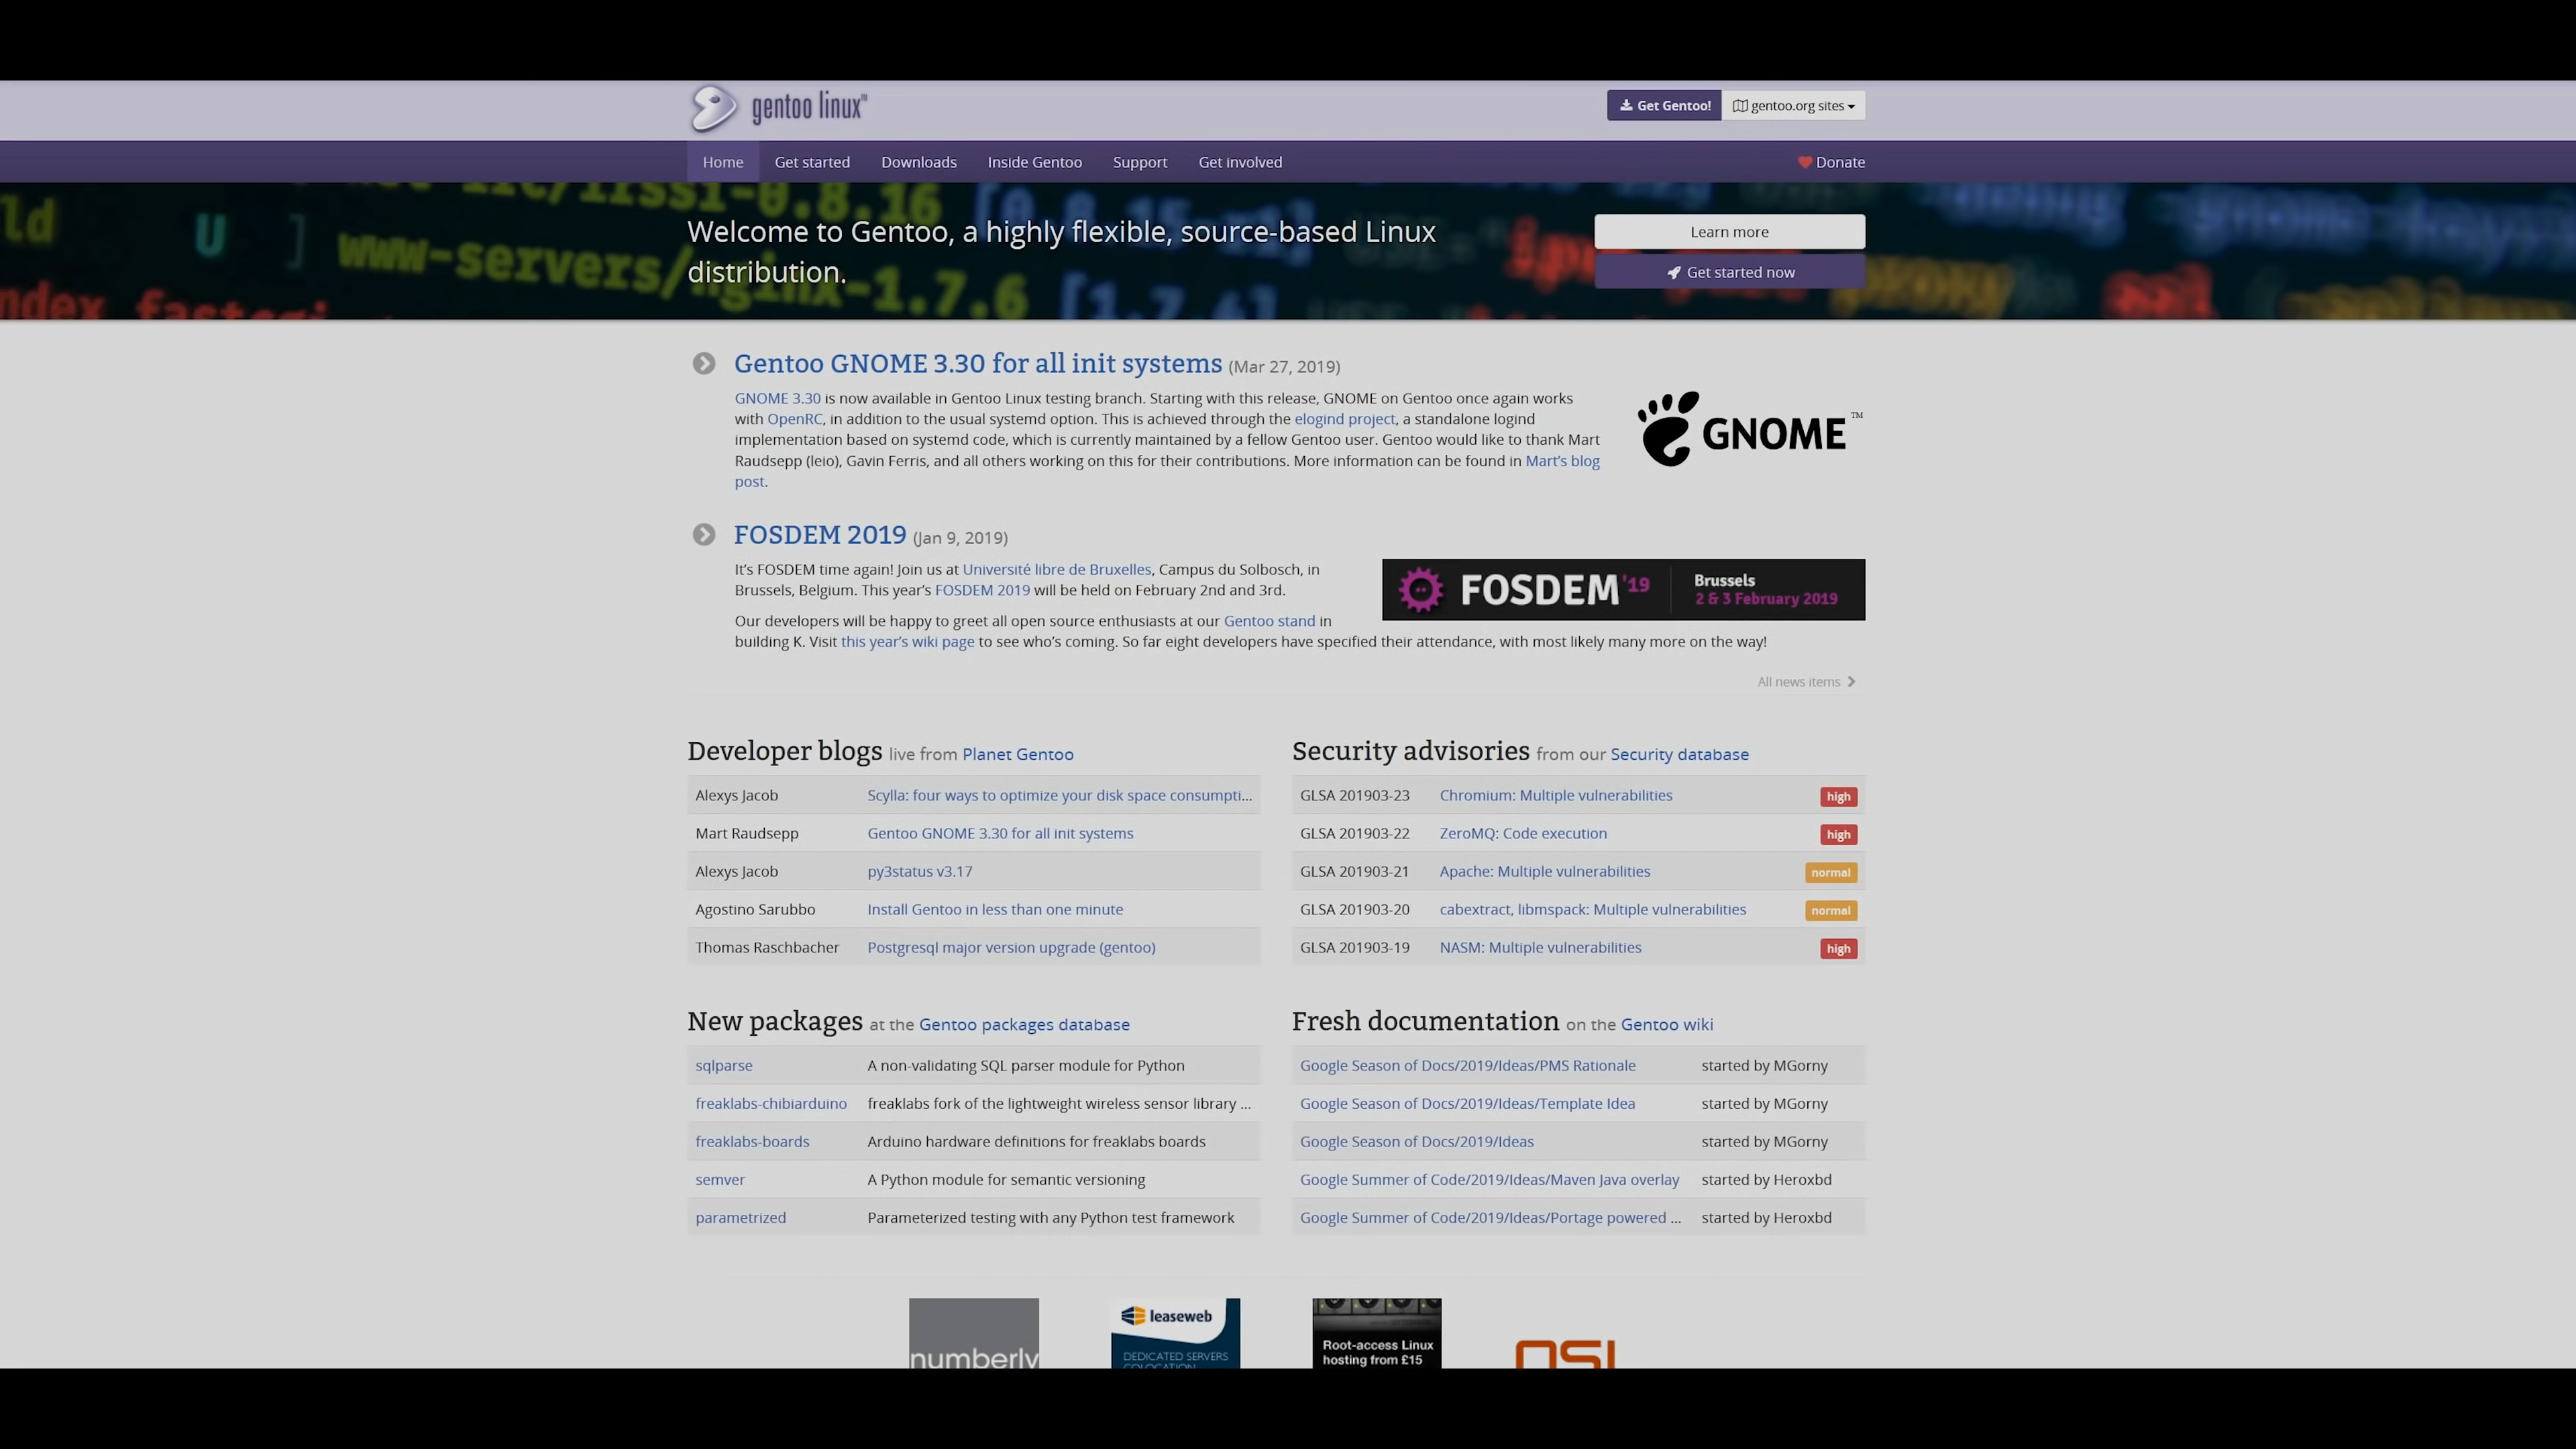 gentoo linux™
Get Gentoo!
gentoo.org sites
Home
Get started
Downloads
Inside Gentoo
Support
Get involved
Donate
ld
U ]
www-servers/nginx-1.7.6
Welcome to Gentoo, a highly flexible, source-based Linux
distribution.
Learn more
Get started now
Gentoo GNOME 3.30 for all init systems (Mar 27, 2019)
GNOME 3.30 is now available in Gentoo Linux testing branch. Starting with this release, GNOME on Gentoo once again works
with OpenRC, in addition to the usual systemd option. This is achieved through the elogind project, a standalone logind
implementation based on systemd code, which is currently maintained by a fellow Gentoo user. Gentoo would like to thank Mart
Raudsepp (leio), Gavin Ferris, and all others working on this for their contributions. More information can be found in Mart's blog
post.
GNOME™
FOSDEM 2019 (Jan 9, 2019)
It's FOSDEM time again! Join us at Université libre de Bruxelles, Campus du Solbosch, in
Brussels, Belgium. This year's FOSDEM 2019 will be held on February 2nd and 3rd.
Our developers will be happy to greet all open source enthusiasts at our Gentoo stand in
building K. Visit this year's wiki page to see who's coming. So far eight developers have specified their attendance, with most likely many more on the way!
FOSDEM'19
Brussels
2 & 3 February 2019
All news items
Developer blogs live from Planet Gentoo
Alexys Jacob Scylla: four ways to optimize your disk space consumpti...
Mart Raudsepp Gentoo GNOME 3.30 for all init systems
Alexys Jacob py3status v3.17
Agostino Sarubbo Install Gentoo in less than one minute
Thomas Raschbacher Postgresql major version upgrade (gentoo)
Security advisories from our Security database
GLSA 201903-23 Chromium: Multiple vulnerabilities high
GLSA 201903-22 ZeroMQ: Code execution high
GLSA 201903-21 Apache: Multiple vulnerabilities normal
GLSA 201903-20 cabextract, libmspack: Multiple vulnerabilities normal
GLSA 201903-19 NASM: Multiple vulnerabilities high
New packages at the Gentoo packages database
sqlparse A non-validating SQL parser module for Python
freaklabs-chibiarduino freaklabs fork of the lightweight wireless sensor library ...
freaklabs-boards Arduino hardware definitions for freaklabs boards
semver A Python module for semantic versioning
parametrized Parameterized testing with any Python test framework
Fresh documentation on the Gentoo wiki
Google Season of Docs/2019/Ideas/PMS Rationale started by MGorny
Google Season of Docs/2019/Ideas/Template Idea started by MGorny
Google Season of Docs/2019/Ideas started by MGorny
Google Summer of Code/2019/Ideas/Maven Java overlay started by Heroxbd
Google Summer of Code/2019/Ideas/Portage powered ... started by Heroxbd
numberly
leaseweb
DEDICATED SERVERS
COLOCATION
Root-access Linux
hosting from £15